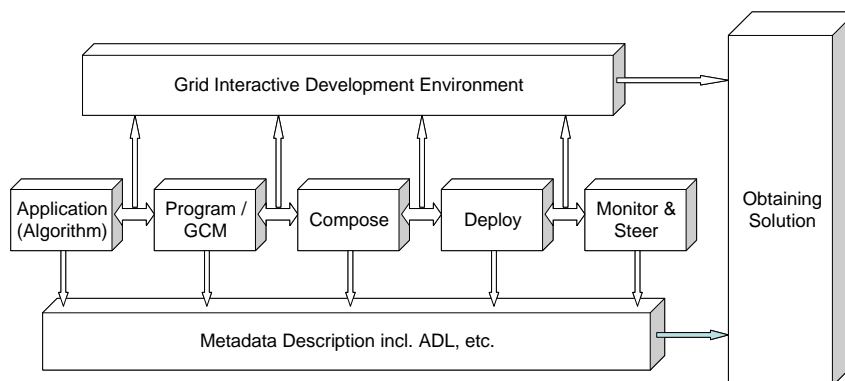 Grid Interactive Development Environment
Application
(Algorithm)
Program /
GCM
Compose
Deploy
Monitor &
Steer
Obtaining
Solution
Metadata Description incl. ADL, etc.